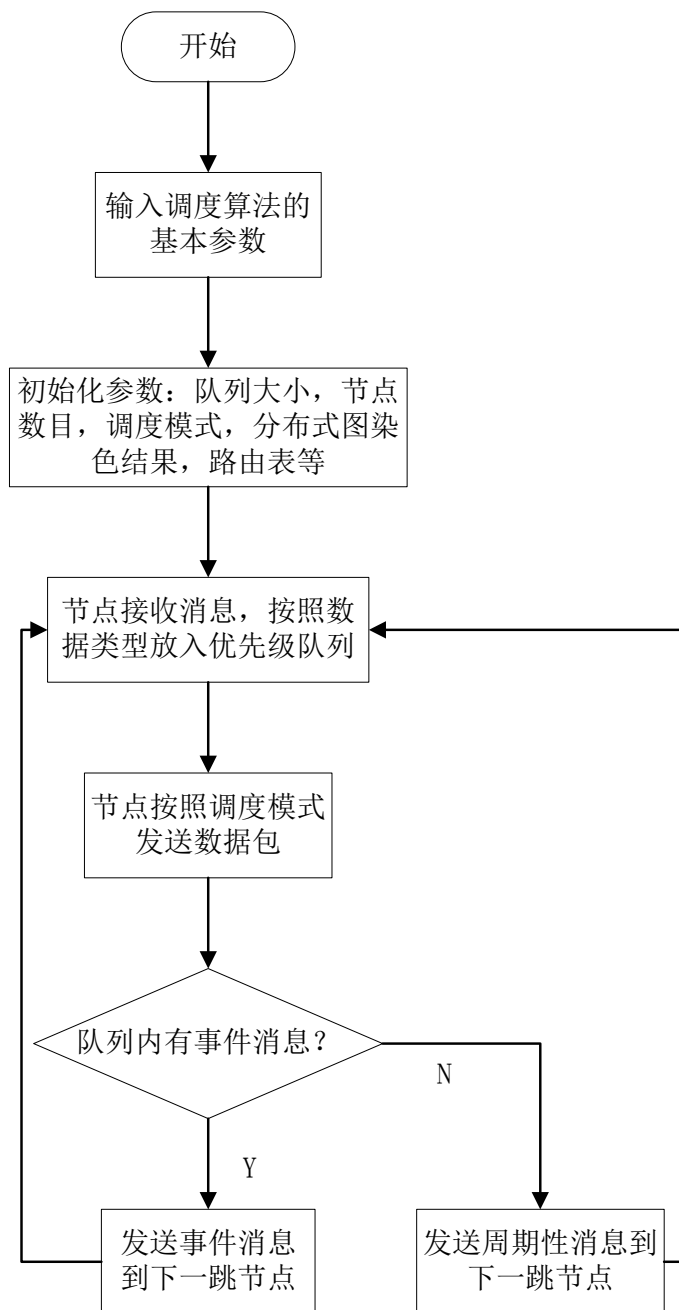 开始
输入调度算法的
基本参数
初始化参数：队列大小，节点
数目，调度模式，分布式图染
色结果，路由表等
节点接收消息，按照数
据类型放入优先级队列
节点按照调度模式
发送数据包
队列内有事件消息？
N
Y
发送事件消息
到下一跳节点
发送周期性消息到
下一跳节点